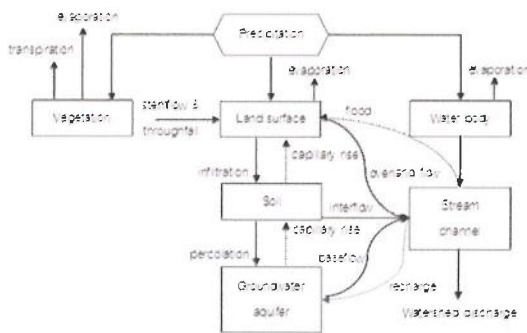 evaporation
transpiration
Precipitation
evaporation
evaporation
stemflow &
throughfall
flood
Vegetation
Land surface
Water body
capillary rise
overland flow
infiltration
Soil
interflow
Stream
channel
capillary rise
percolation
baseflow
Groundwater
aquifer
recharge
Watershed discharge